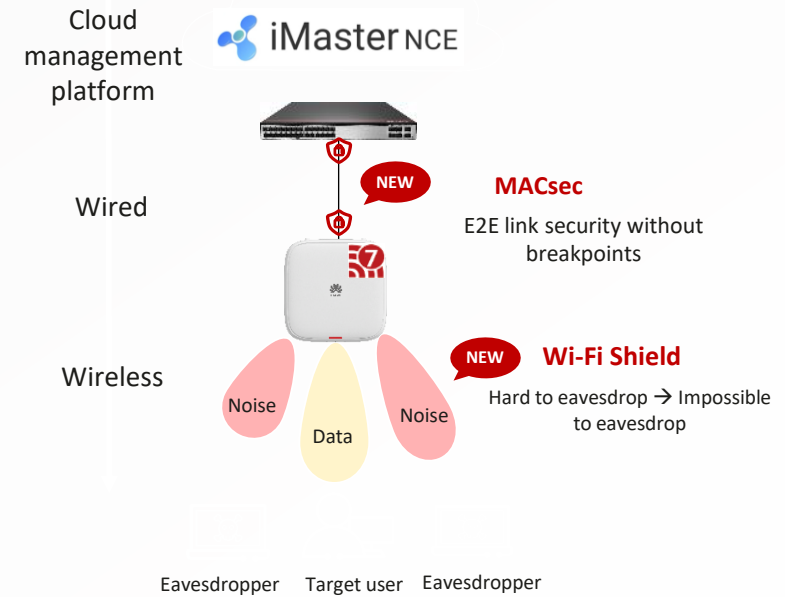 Cloud
management
platform
iMaster NCE
NEW
MACsec
Wired
E2E link security without
breakpoints
7
NEW
Wi-Fi Shield
Wireless
Hard to eavesdrop → Impossible
to eavesdrop
Noise
Data
Noise
Eavesdropper
Target user
Eavesdropper